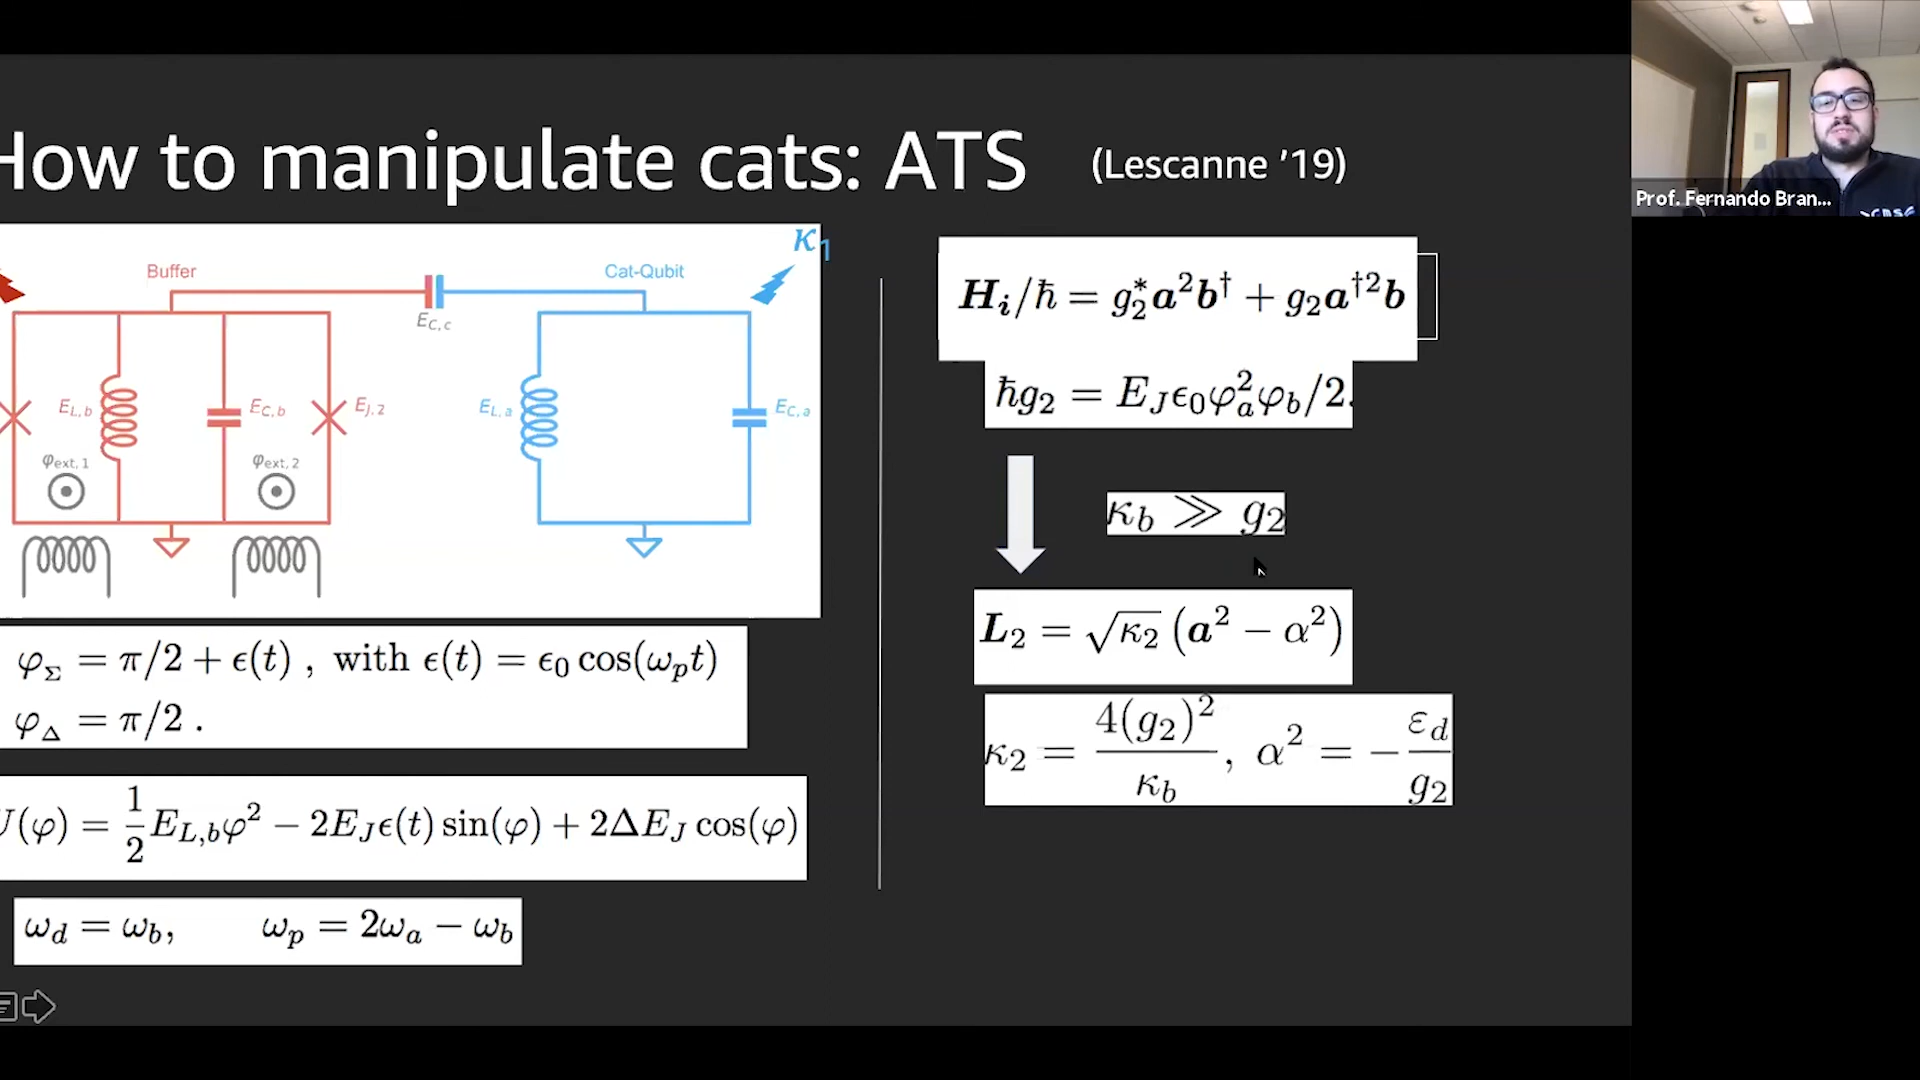 How to manipulate cats: ATS (Lescanne ’19)
κ1
Buffer
Cat-Qubit
E_{C,c}
E_{L,b}
E_{C,b}
E_{J,2}
E_{L,a}
E_{C,a}
φ_{ext,1}
φ_{ext,2}
φ_Σ = π/2 + ϵ(t) , with ϵ(t) = ϵ_0 cos(ω_p t)
φ_Δ = π/2 .
U(φ) = \frac{1}{2} E_{L,b}φ^2 − 2E_J ϵ(t) sin(φ) + 2ΔE_J cos(φ)
ω_d = ω_b, ω_p = 2ω_a − ω_b
H_i/ℏ = g_2^* a^2 b^† + g_2 a^{†2} b
ℏg_2 = E_J ϵ_0 φ_a^2 φ_b/2.
κ_b ≫ g_2
L_2 = √κ_2 (a^2 − α^2)
κ_2 = \frac{4(g_2)^2}{κ_b}, α^2 = −\frac{ε_d}{g_2}
Prof. Fernando Bran...